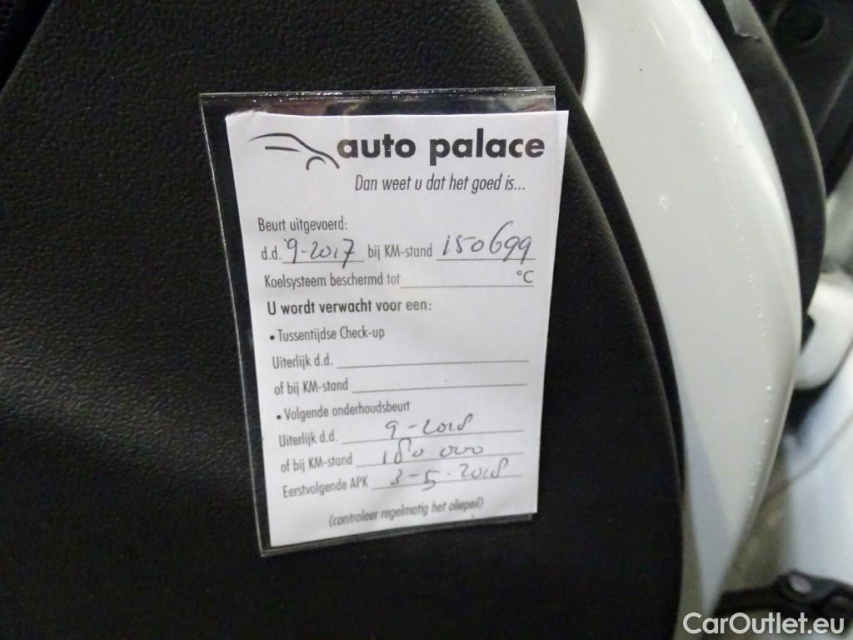 auto palace
Dan weet u dat het goed is...
Beurt uitgevoerd:
d.d. 9-2017 bij KM-stand 150699
Koelsysteem beschermd tot °C
U wordt verwacht voor een:
• Tussentijdse Check-up
Uiterlijk d.d.
of bij KM-stand
• Volgende onderhoudsbeurt
Uiterlijk d.d. 9-2018
of bij KM-stand 180 000
Eerstvolgende APK 3-5-2018
(controleer regelmatig het oliepeil)
CarOutlet.eu